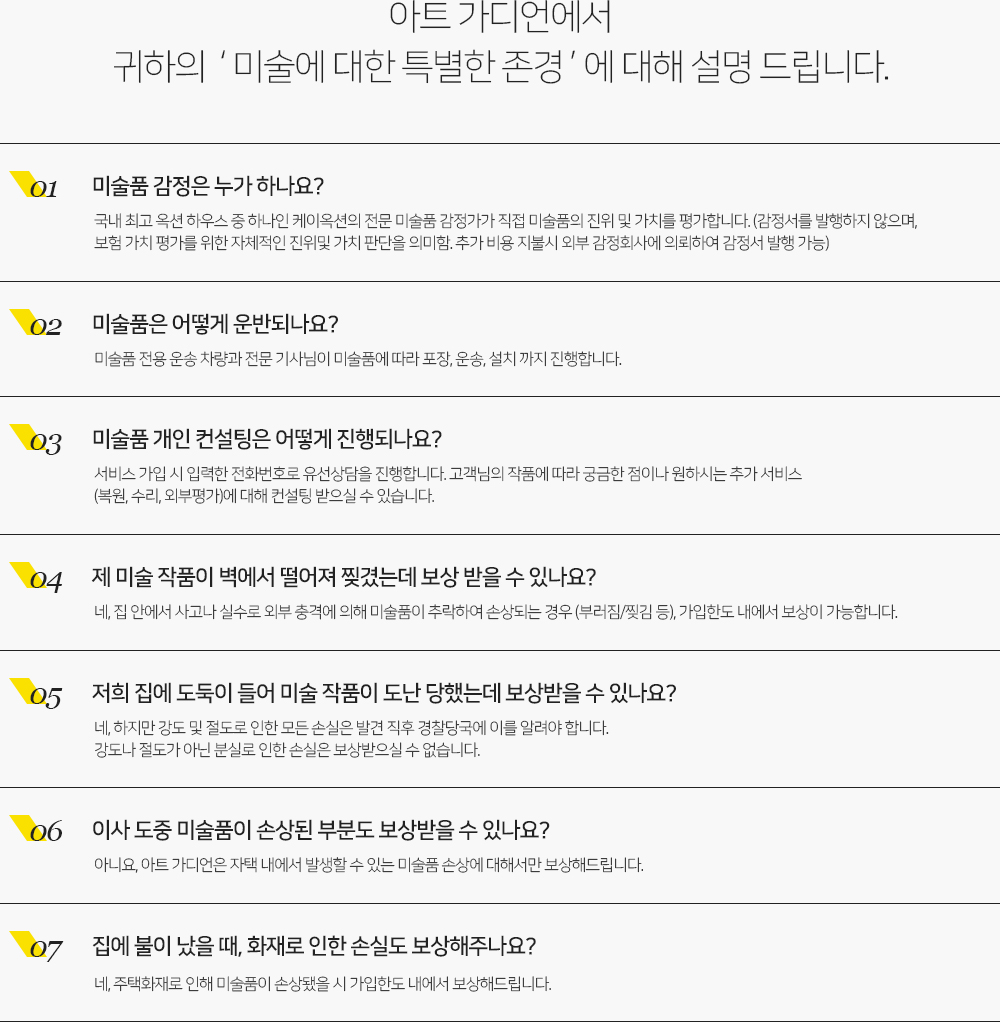 아트 가디언에서
귀하의 ‘ 미술에 대한 특별한 존경 ’ 에 대해 설명 드립니다.
01
미술품 감정은 누가 하나요?
국내 최고 옥션 하우스 중 하나인 케이옥션의 전문 미술품 감정가가 직접 미술품의 진위 및 가치를 평가합니다. (감정서를 발행하지 않으며,
보험 가치 평가를 위한 자체적인 진위및 가치 판단을 의미함. 추가 비용 지불시 외부 감정회사에 의뢰하여 감정서 발행 가능)
02
미술품은 어떻게 운반되나요?
미술품 전용 운송 차량과 전문 기사님이 미술품에 따라 포장, 운송, 설치 까지 진행합니다.
03
미술품 개인 컨설팅은 어떻게 진행되나요?
서비스 가입 시 입력한 전화번호로 유선상담을 진행합니다. 고객님의 작품에 따라 궁금한 점이나 원하시는 추가 서비스
(복원, 수리, 외부평가)에 대해 컨설팅 받으실 수 있습니다.
04
제 미술 작품이 벽에서 떨어져 찢겼는데 보상 받을 수 있나요?
네, 집 안에서 사고나 실수로 외부 충격에 의해 미술품이 추락하여 손상되는 경우 (부러짐/찢김 등), 가입한도 내에서 보상이 가능합니다.
05
저희 집에 도둑이 들어 미술 작품이 도난 당했는데 보상받을 수 있나요?
네, 하지만 강도 및 절도로 인한 모든 손실은 발견 직후 경찰당국에 이를 알려야 합니다.
강도나 절도가 아닌 분실로 인한 손실은 보상받으실 수 없습니다.
06
이사 도중 미술품이 손상된 부분도 보상받을 수 있나요?
아니요, 아트 가디언은 자택 내에서 발생할 수 있는 미술품 손상에 대해서만 보상해드립니다.
07
집에 불이 났을 때, 화재로 인한 손실도 보상해주나요?
네, 주택화재로 인해 미술품이 손상됐을 시 가입한도 내에서 보상해드립니다.